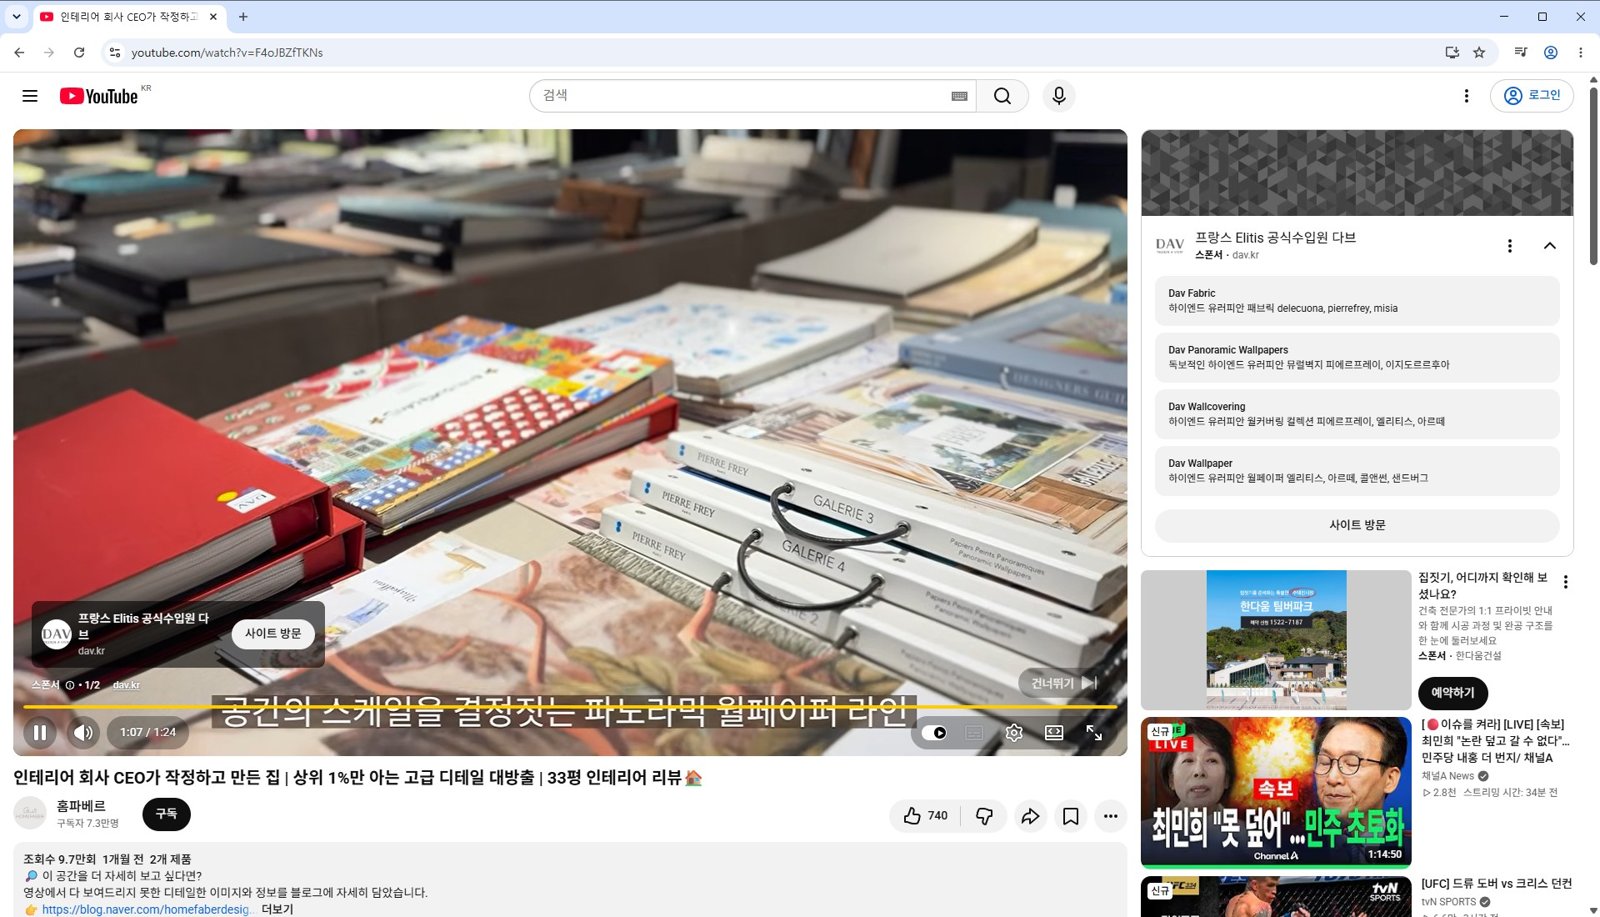 인테리어 회사 CEO가 작정하고
youtube.com/watch?v=F4oJBZfTKNs
YouTube KR
검색
로그인
DESIGNERS GUIL
PIERRE FREY
GALERIE 3
Papiers Peints Panoramiques
Panoramic Wallpapers
PIERRE FREY
GALERIE 4
Papiers Peints Panoramiques
Panoramic Wallpapers
PIERRE FREY
DAV
프랑스 Elitis 공식수입원 다브
dav.kr
사이트 방문
스폰서 · 1/2 dav.kr
건너뛰기
공간의 스케일을 결정짓는 파노라믹 월페이퍼 라인
1:07 / 1:24
인테리어 회사 CEO가 작정하고 만든 집 | 상위 1%만 아는 고급 디테일 대방출 | 33평 인테리어 리뷰🏠
홈파베르
구독자 7.3만명
구독
740
조회수 9.7만회 1개월 전 2개 제품
🔎 이 공간을 더 자세히 보고 싶다면?
영상에서 다 보여드리지 못한 디테일한 이미지와 정보를 블로그에 자세히 담았습니다.
👉 https://blog.naver.com/homefaberdesig... 더보기
DAV
프랑스 Elitis 공식수입원 다브
스폰서 · dav.kr
Dav Fabric
하이엔드 유러피안 패브릭 delecuona, pierrefrey, misia
Dav Panoramic Wallpapers
독보적인 하이엔드 유러피안 뮤럴벽지 피에르프레이, 이지도르르후아
Dav Wallcovering
하이엔드 유러피안 월커버링 컬렉션 피에르프레이, 엘리티스, 아르떼
Dav Wallpaper
하이엔드 유러피안 월페이퍼 엘리티스, 아르떼, 콜앤썬, 샌드버그
사이트 방문
한다움 팀버파크
예약 신청 1522-7187
집짓기, 어디까지 확인해 보
셨나요?
건축 전문가의 1:1 프라이빗 안내
와 함께 시공 과정 및 완공 구조를
한 눈에 둘러보세요
스폰서 · 한다움건설
예약하기
신규
LIVE
속보
최민희 "못 덮어"...민주 초토화
Channel A
1:14:50
[🔴이슈를 켜라] [LIVE] [속보]
최민희 "논란 덮고 갈 수 없다"...
민주당 내홍 더 번지/ 채널A
채널A News
2.8천 스트리밍 시간: 34분 전
신규
tvN
SPORTS
[UFC] 드류 도버 vs 크리스 던컨
tvN SPORTS